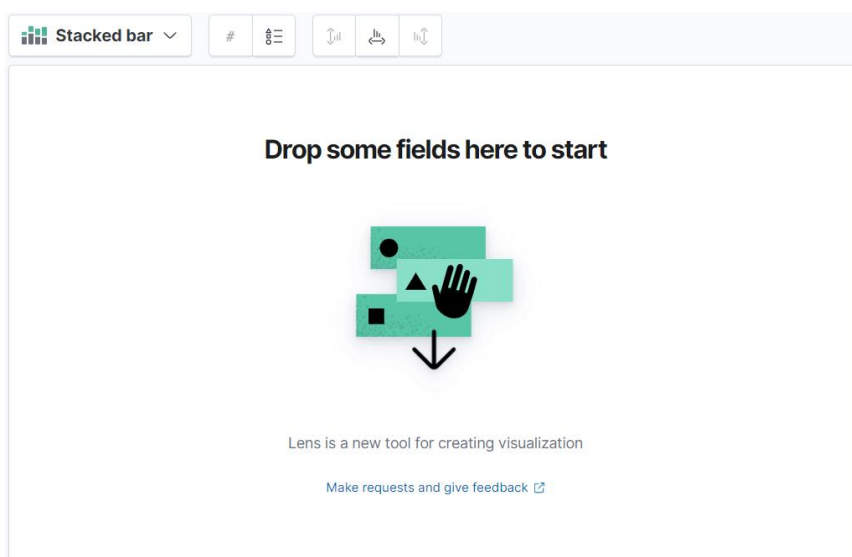 Stacked bar
#
Drop some fields here to start
Lens is a new tool for creating visualization
Make requests and give feedback